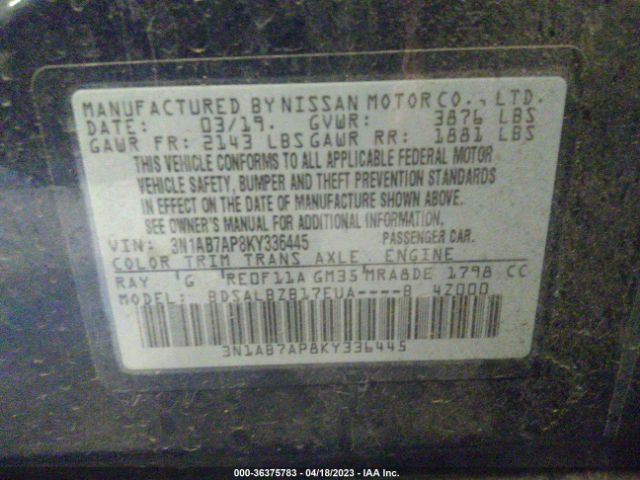 MANUFACTURED BY NISSAN MOTOR CO., LTD.
DATE: 03/19. GVWR: 3876 LBS
GAWR FR: 2143 LBS GAWR RR: 1881 LBS
THIS VEHICLE CONFORMS TO ALL APPLICABLE FEDERAL MOTOR
VEHICLE SAFETY, BUMPER AND THEFT PREVENTION STANDARDS
IN EFFECT ON THE DATE OF MANUFACTURE SHOWN ABOVE.
SEE OWNER'S MANUAL FOR ADDITIONAL INFORMATION.
VIN: 3N1AB7AP8KY336445 PASSENGER CAR.
COLOR TRIM TRANS AXLE ENGINE
RAY G RE0F11A GM35 MRA8DE 1798 CC
MODEL: BDSALBZB17EUA----B 4Z000
3N1AB7AP8KY336445
000-36375783 - 04/18/2023 - IAA Inc.